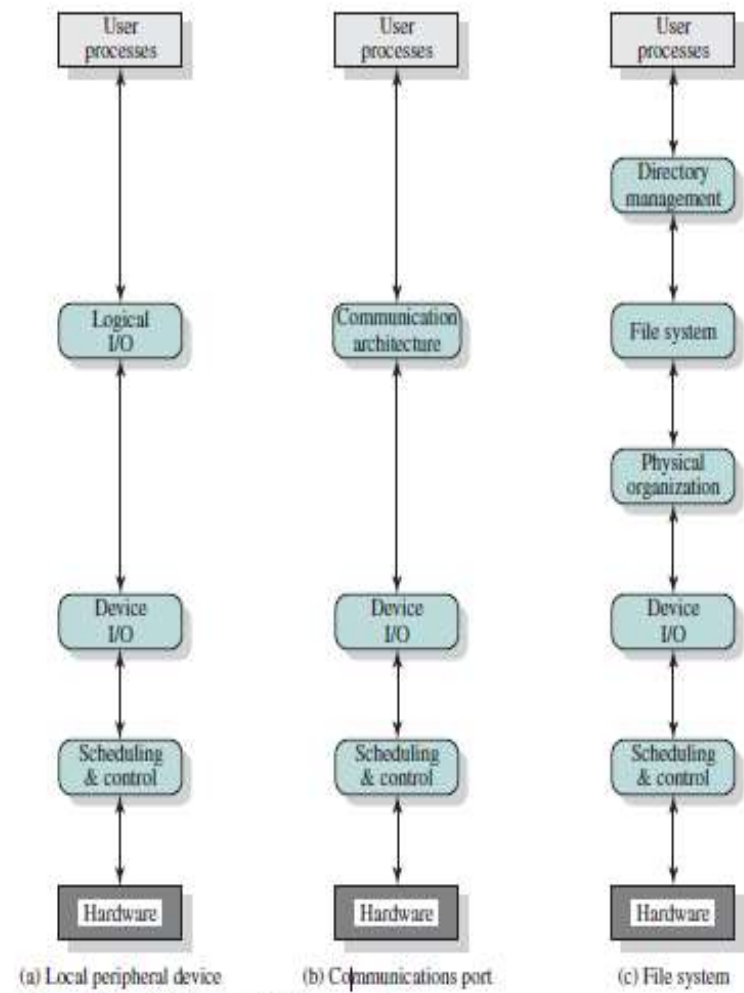 User
processes
User
processes
User
processes
Directory
management
Logical
I/O
Communication
architecture
File system
Physical
organization
Device
I/O
Device
I/O
Device
I/O
Scheduling
& control
Scheduling
& control
Scheduling
& control
Hardware
Hardware
Hardware
(a) Local peripheral device
(b) Communications port
(c) File system